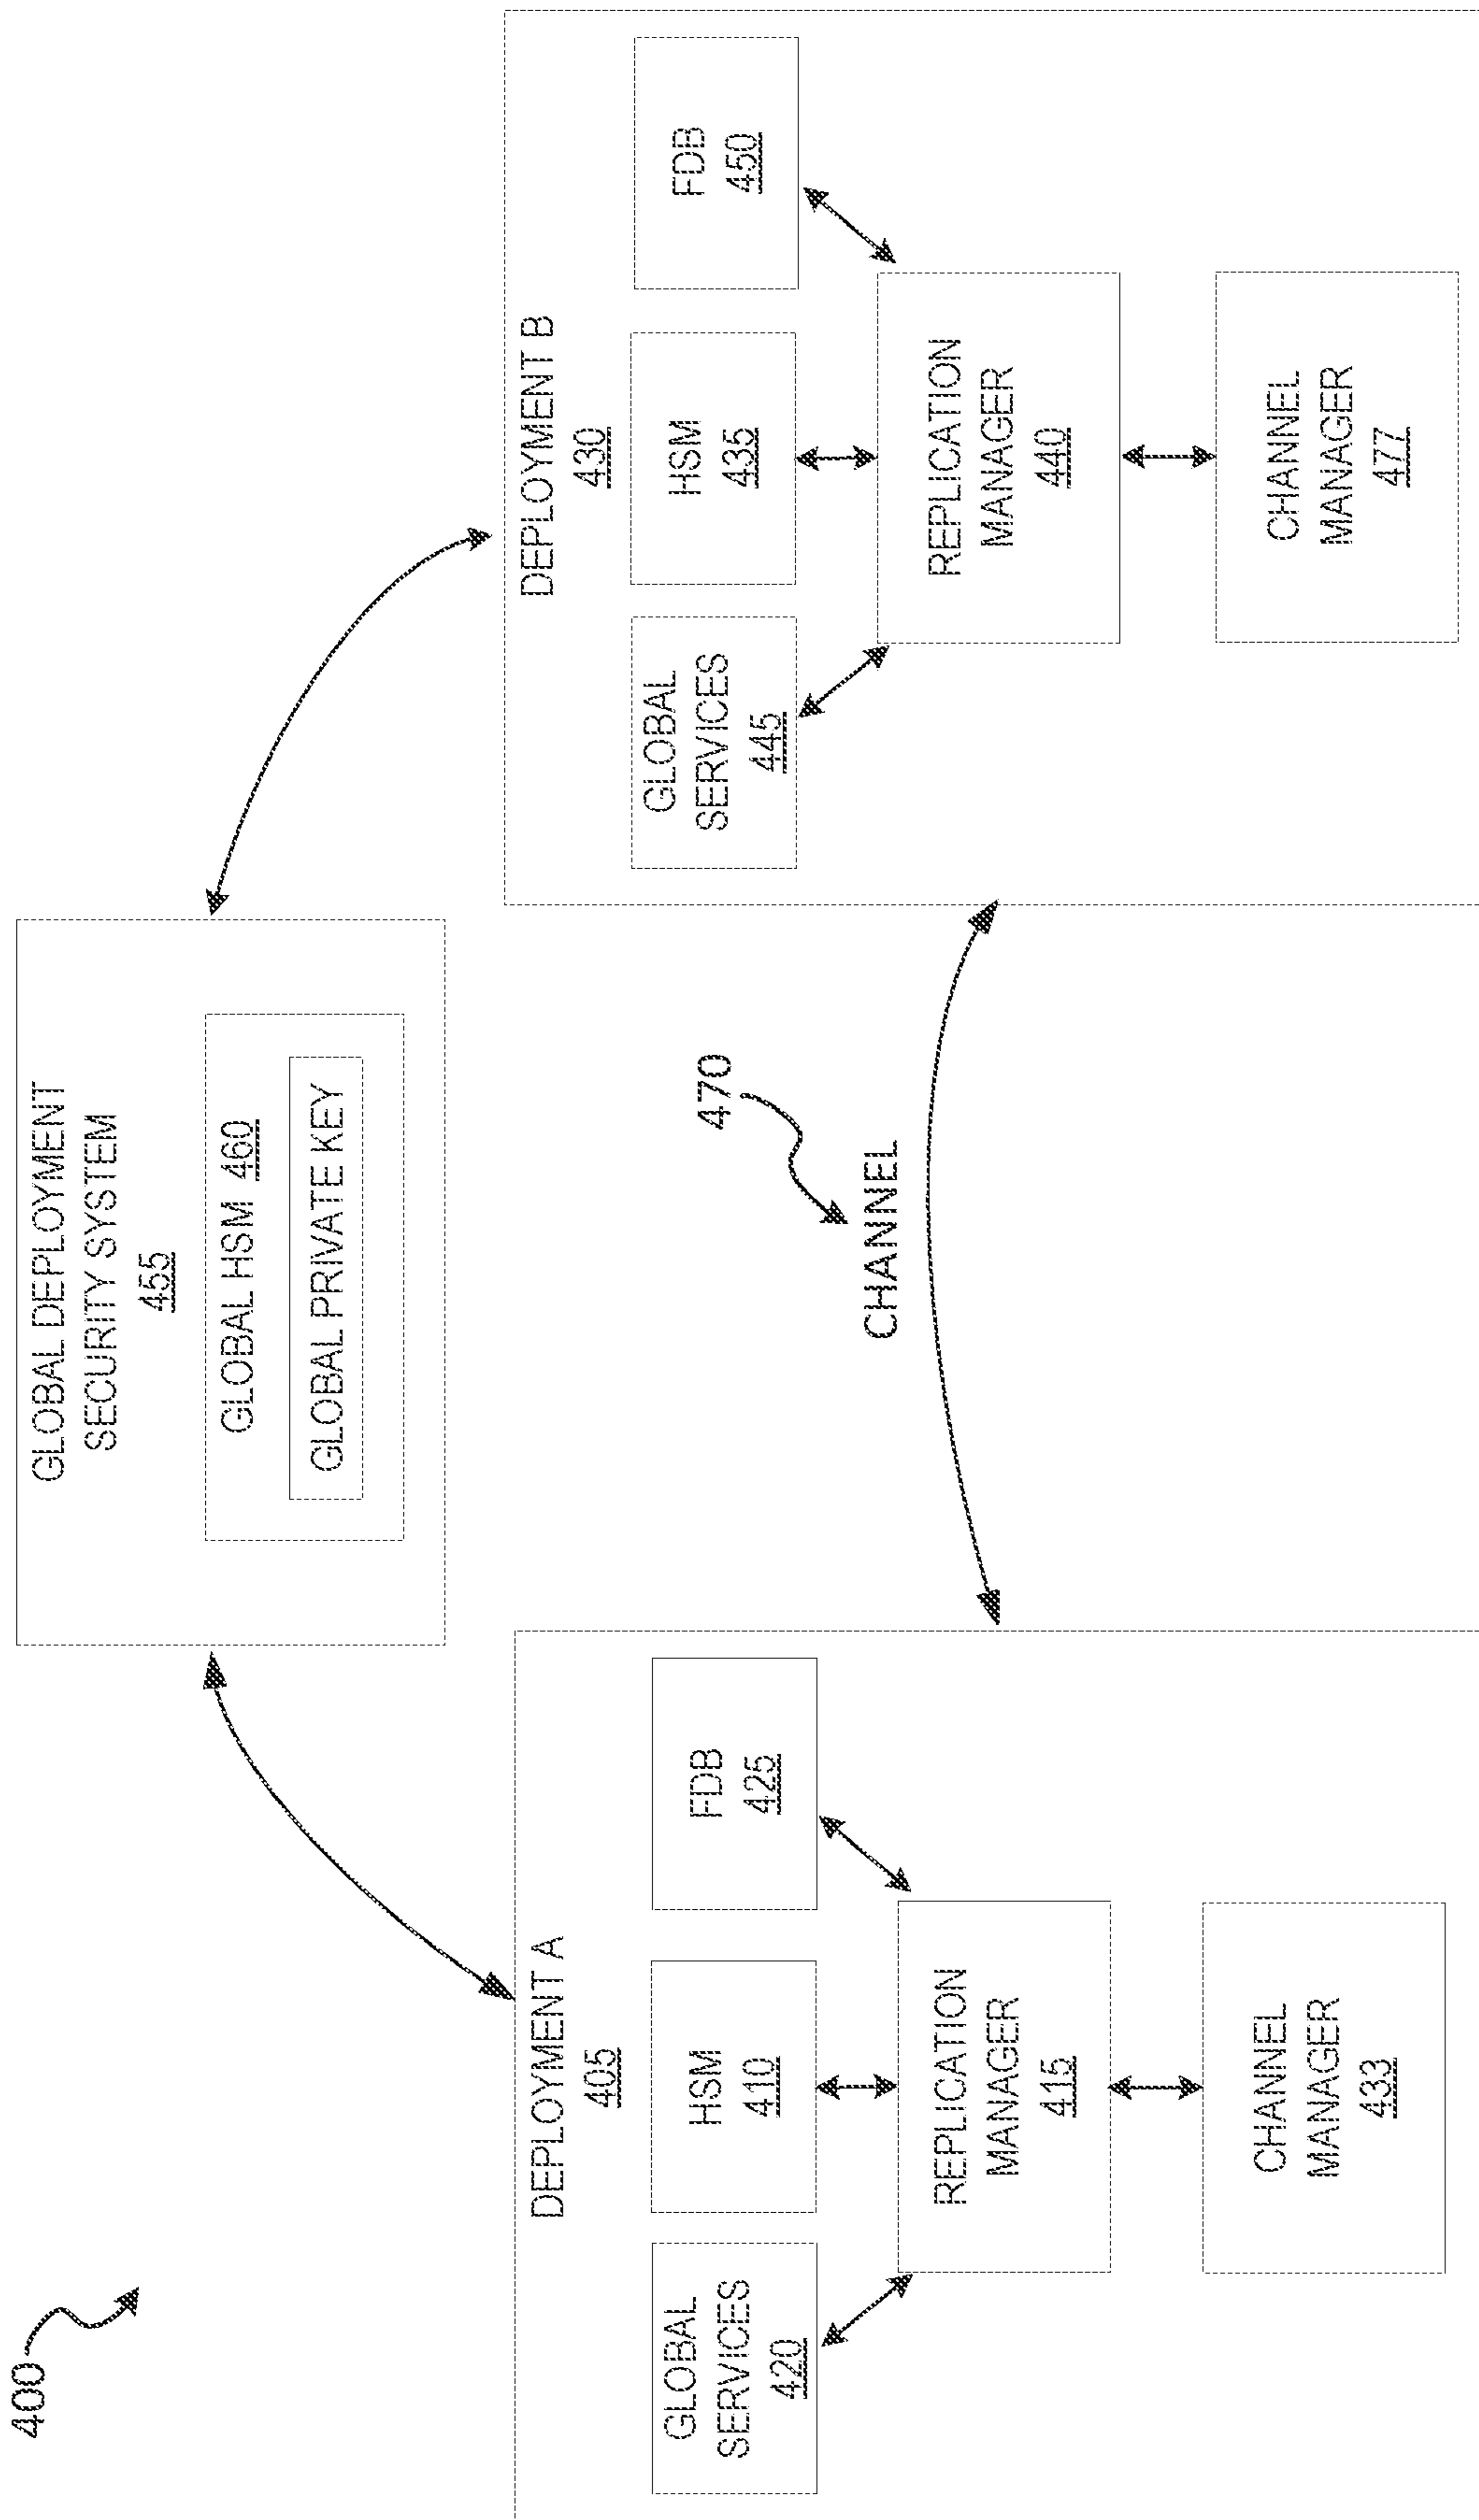 400
GLOBAL DEPLOYMENT
SECURITY SYSTEM
455
GLOBAL HSM 460
GLOBAL PRIVATE KEY
DEPLOYMENT A
405
GLOBAL
SERVICES
420
HSM
410
FDB
425
REPLICATION
MANAGER
415
CHANNEL
MANAGER
433
470
CHANNEL
DEPLOYMENT B
430
GLOBAL
SERVICES
445
HSM
435
FDB
450
REPLICATION
MANAGER
440
CHANNEL
MANAGER
477